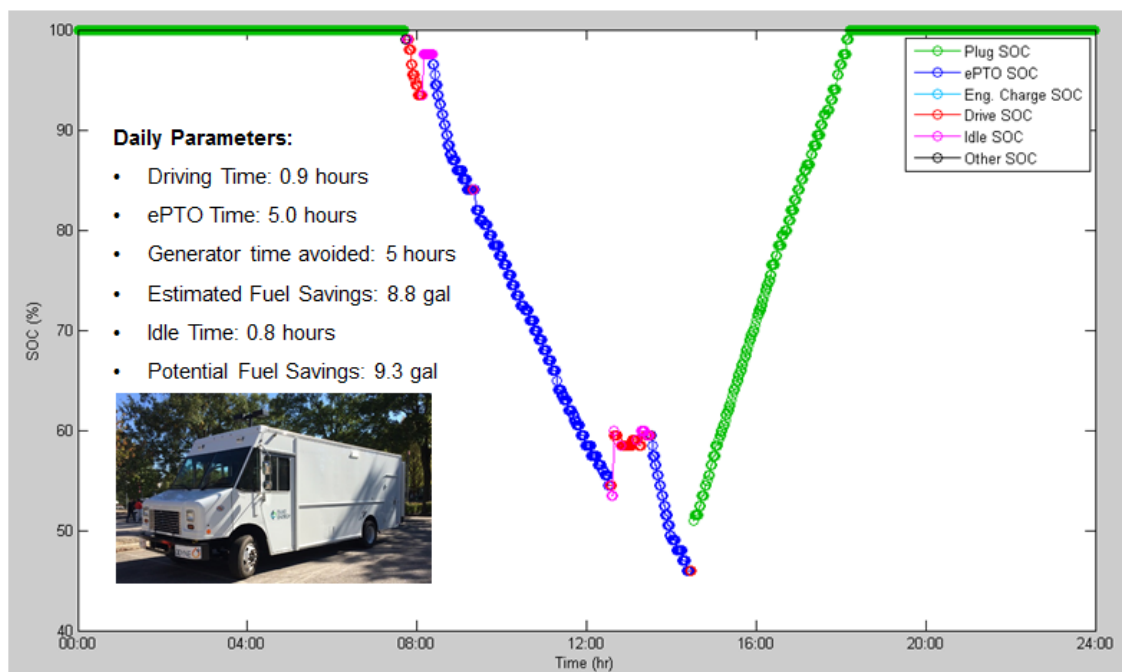 100
90
80
70
60
50
40
SOC (%)
00:00
04:00
08:00
12:00
16:00
20:00
24:00
Time (hr)
Plug SOC
ePTO SOC
Eng. Charge SOC
Drive SOC
Idle SOC
Other SOC
Daily Parameters:
• Driving Time: 0.9 hours
• ePTO Time: 5.0 hours
• Generator time avoided: 5 hours
• Estimated Fuel Savings: 8.8 gal
• Idle Time: 0.8 hours
• Potential Fuel Savings: 9.3 gal